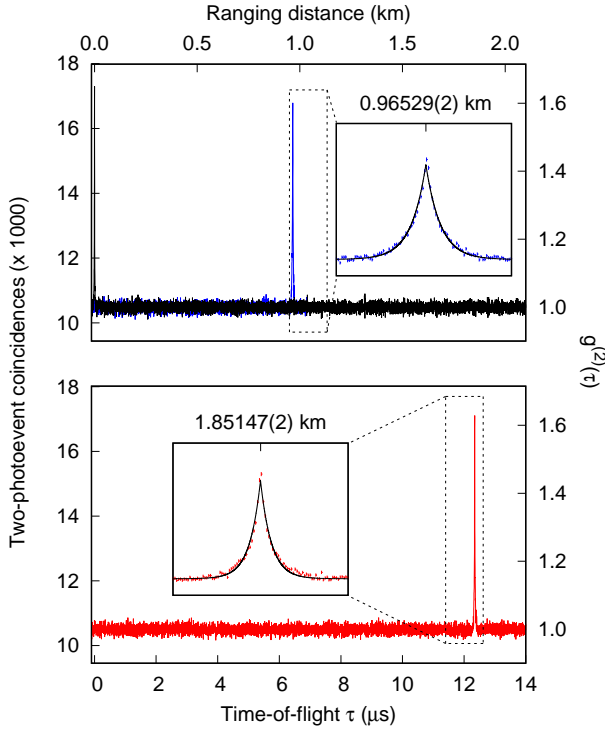 Ranging distance (km)
0.0 0.5 1.0 1.5 2.0
18
16
14
12
10
0.96529(2) km
1.6
1.4
1.2
1.0
Two-photoevent coincidences (x 1000)
g(2)(τ)
18
16
14
12
10
1.85147(2) km
1.6
1.4
1.2
1.0
0 2 4 6 8 10 12 14
Time-of-flight τ (μs)